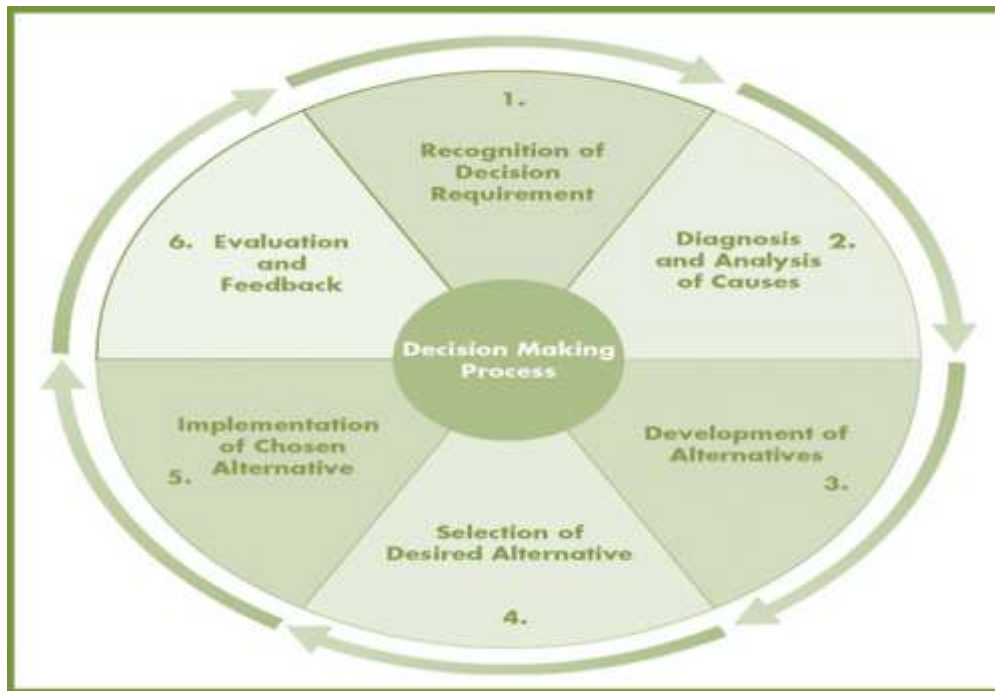 1.
Recognition of
Decision
Requirement
Diagnosis 2.
and Analysis
of Causes
Development of
Alternatives
3.
Selection of
Desired Alternative
4.
Implementation
of Chosen
Alternative
5.
6. Evaluation
and
Feedback
Decision Making
Process